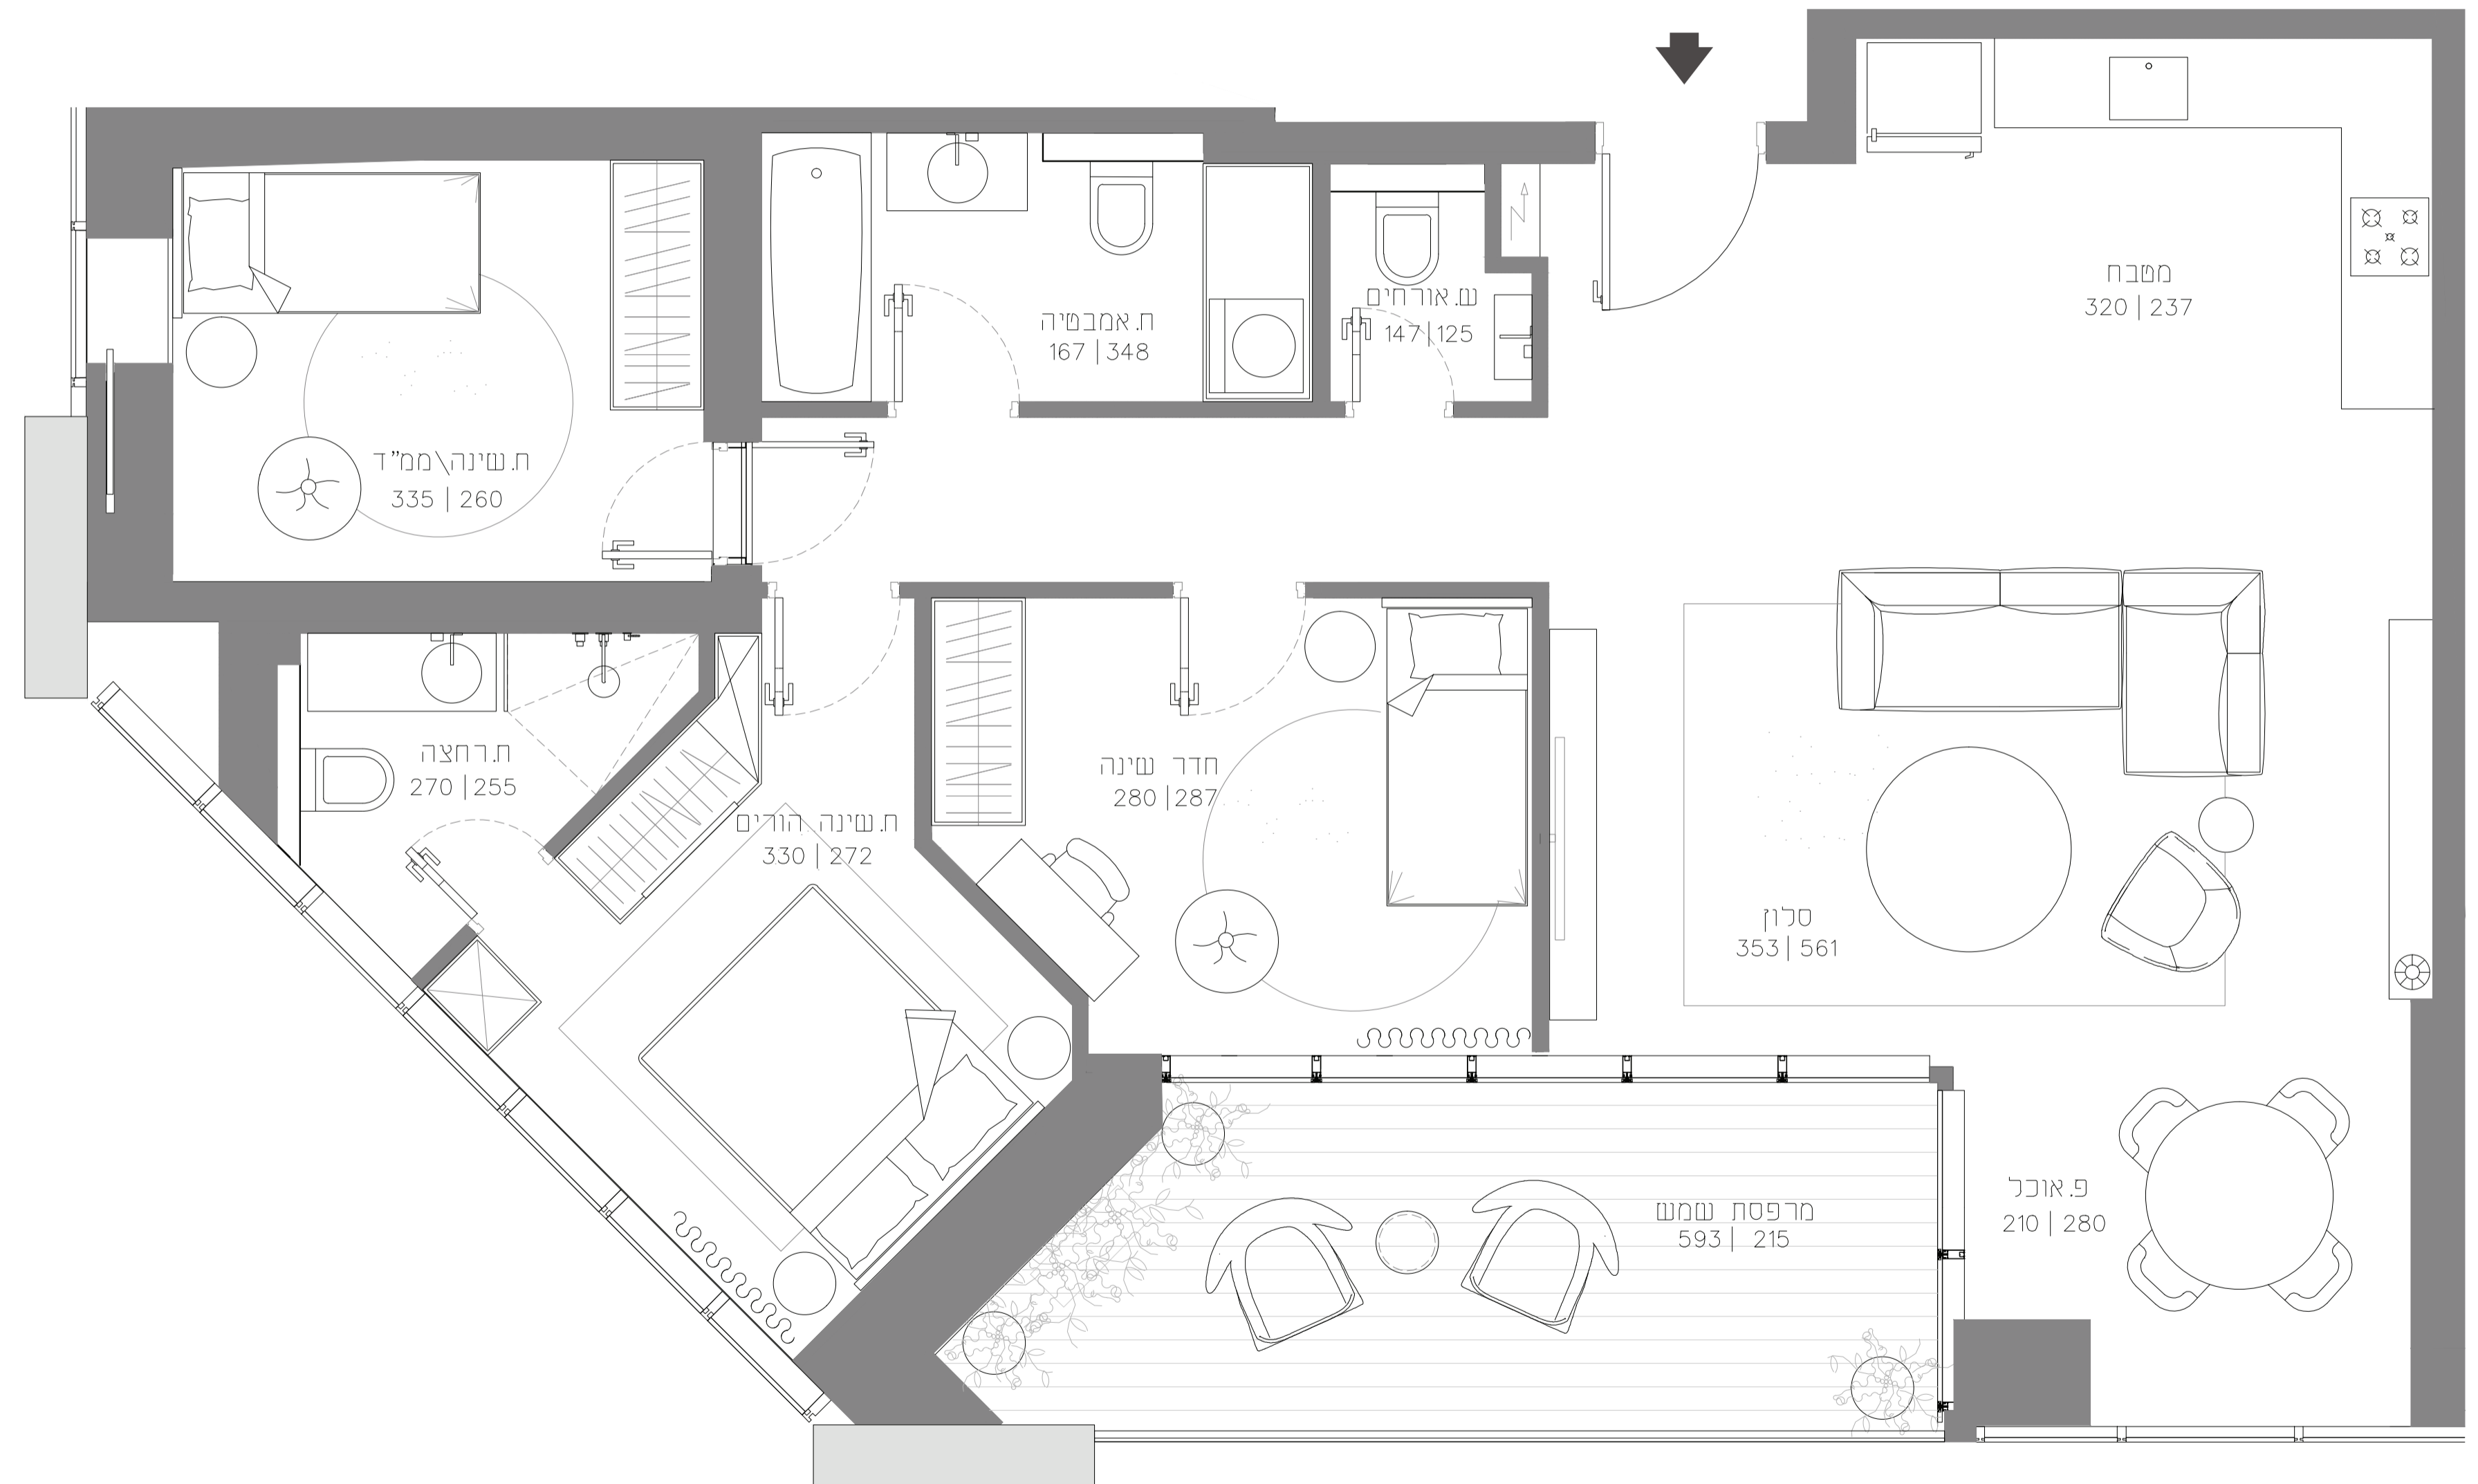 מטבח
320 | 237
ש.אורחים
147 | 125
ח.אמבטיה
167 | 348
ח.שינה\ממ"ד
335 | 260
ח.רחצה
270 | 255
חדר שינה
280 | 287
ח.שינה הורים
330 | 272
סלון
353 | 561
פ.אוכל
210 | 280
מרפסת שמש
593 | 215